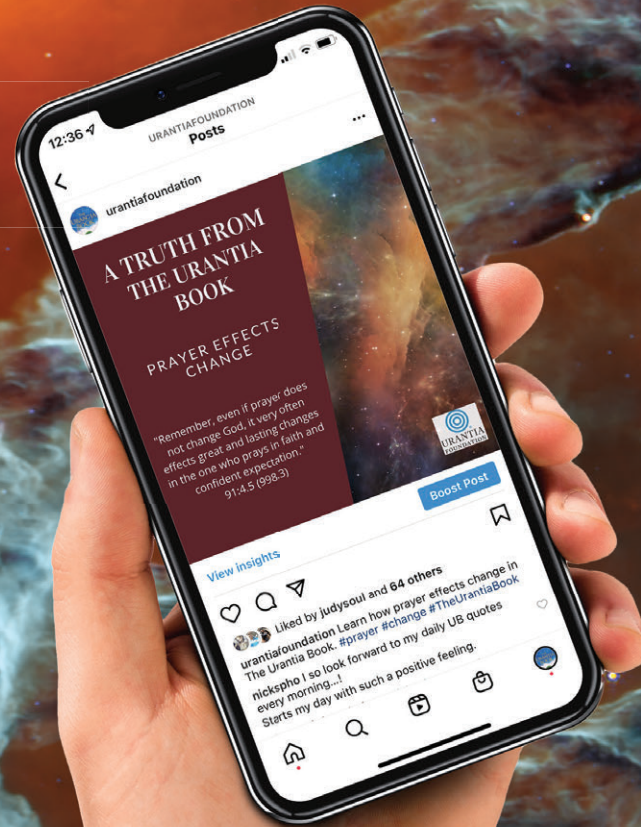 12:36
URANTIAFOUNDATION
Posts
urantiafoundation
A TRUTH FROM
THE URANTIA
BOOK
PRAYER EFFECTS
CHANGE
"Remember, even if prayer does
not change God, it very often
effects great and lasting changes
in the one who prays in faith and
confident expectation."
91:4.5 (998.3)
URANTIA
FOUNDATION
Boost Post
View insights
Liked by judysoul and 64 others
urantiafoundation Learn how prayer effects change in
The Urantia Book. #prayer #change #TheUrantiaBook
nickspho I so look forward to my daily UB quotes
every morning...!
Starts my day with such a positive feeling.